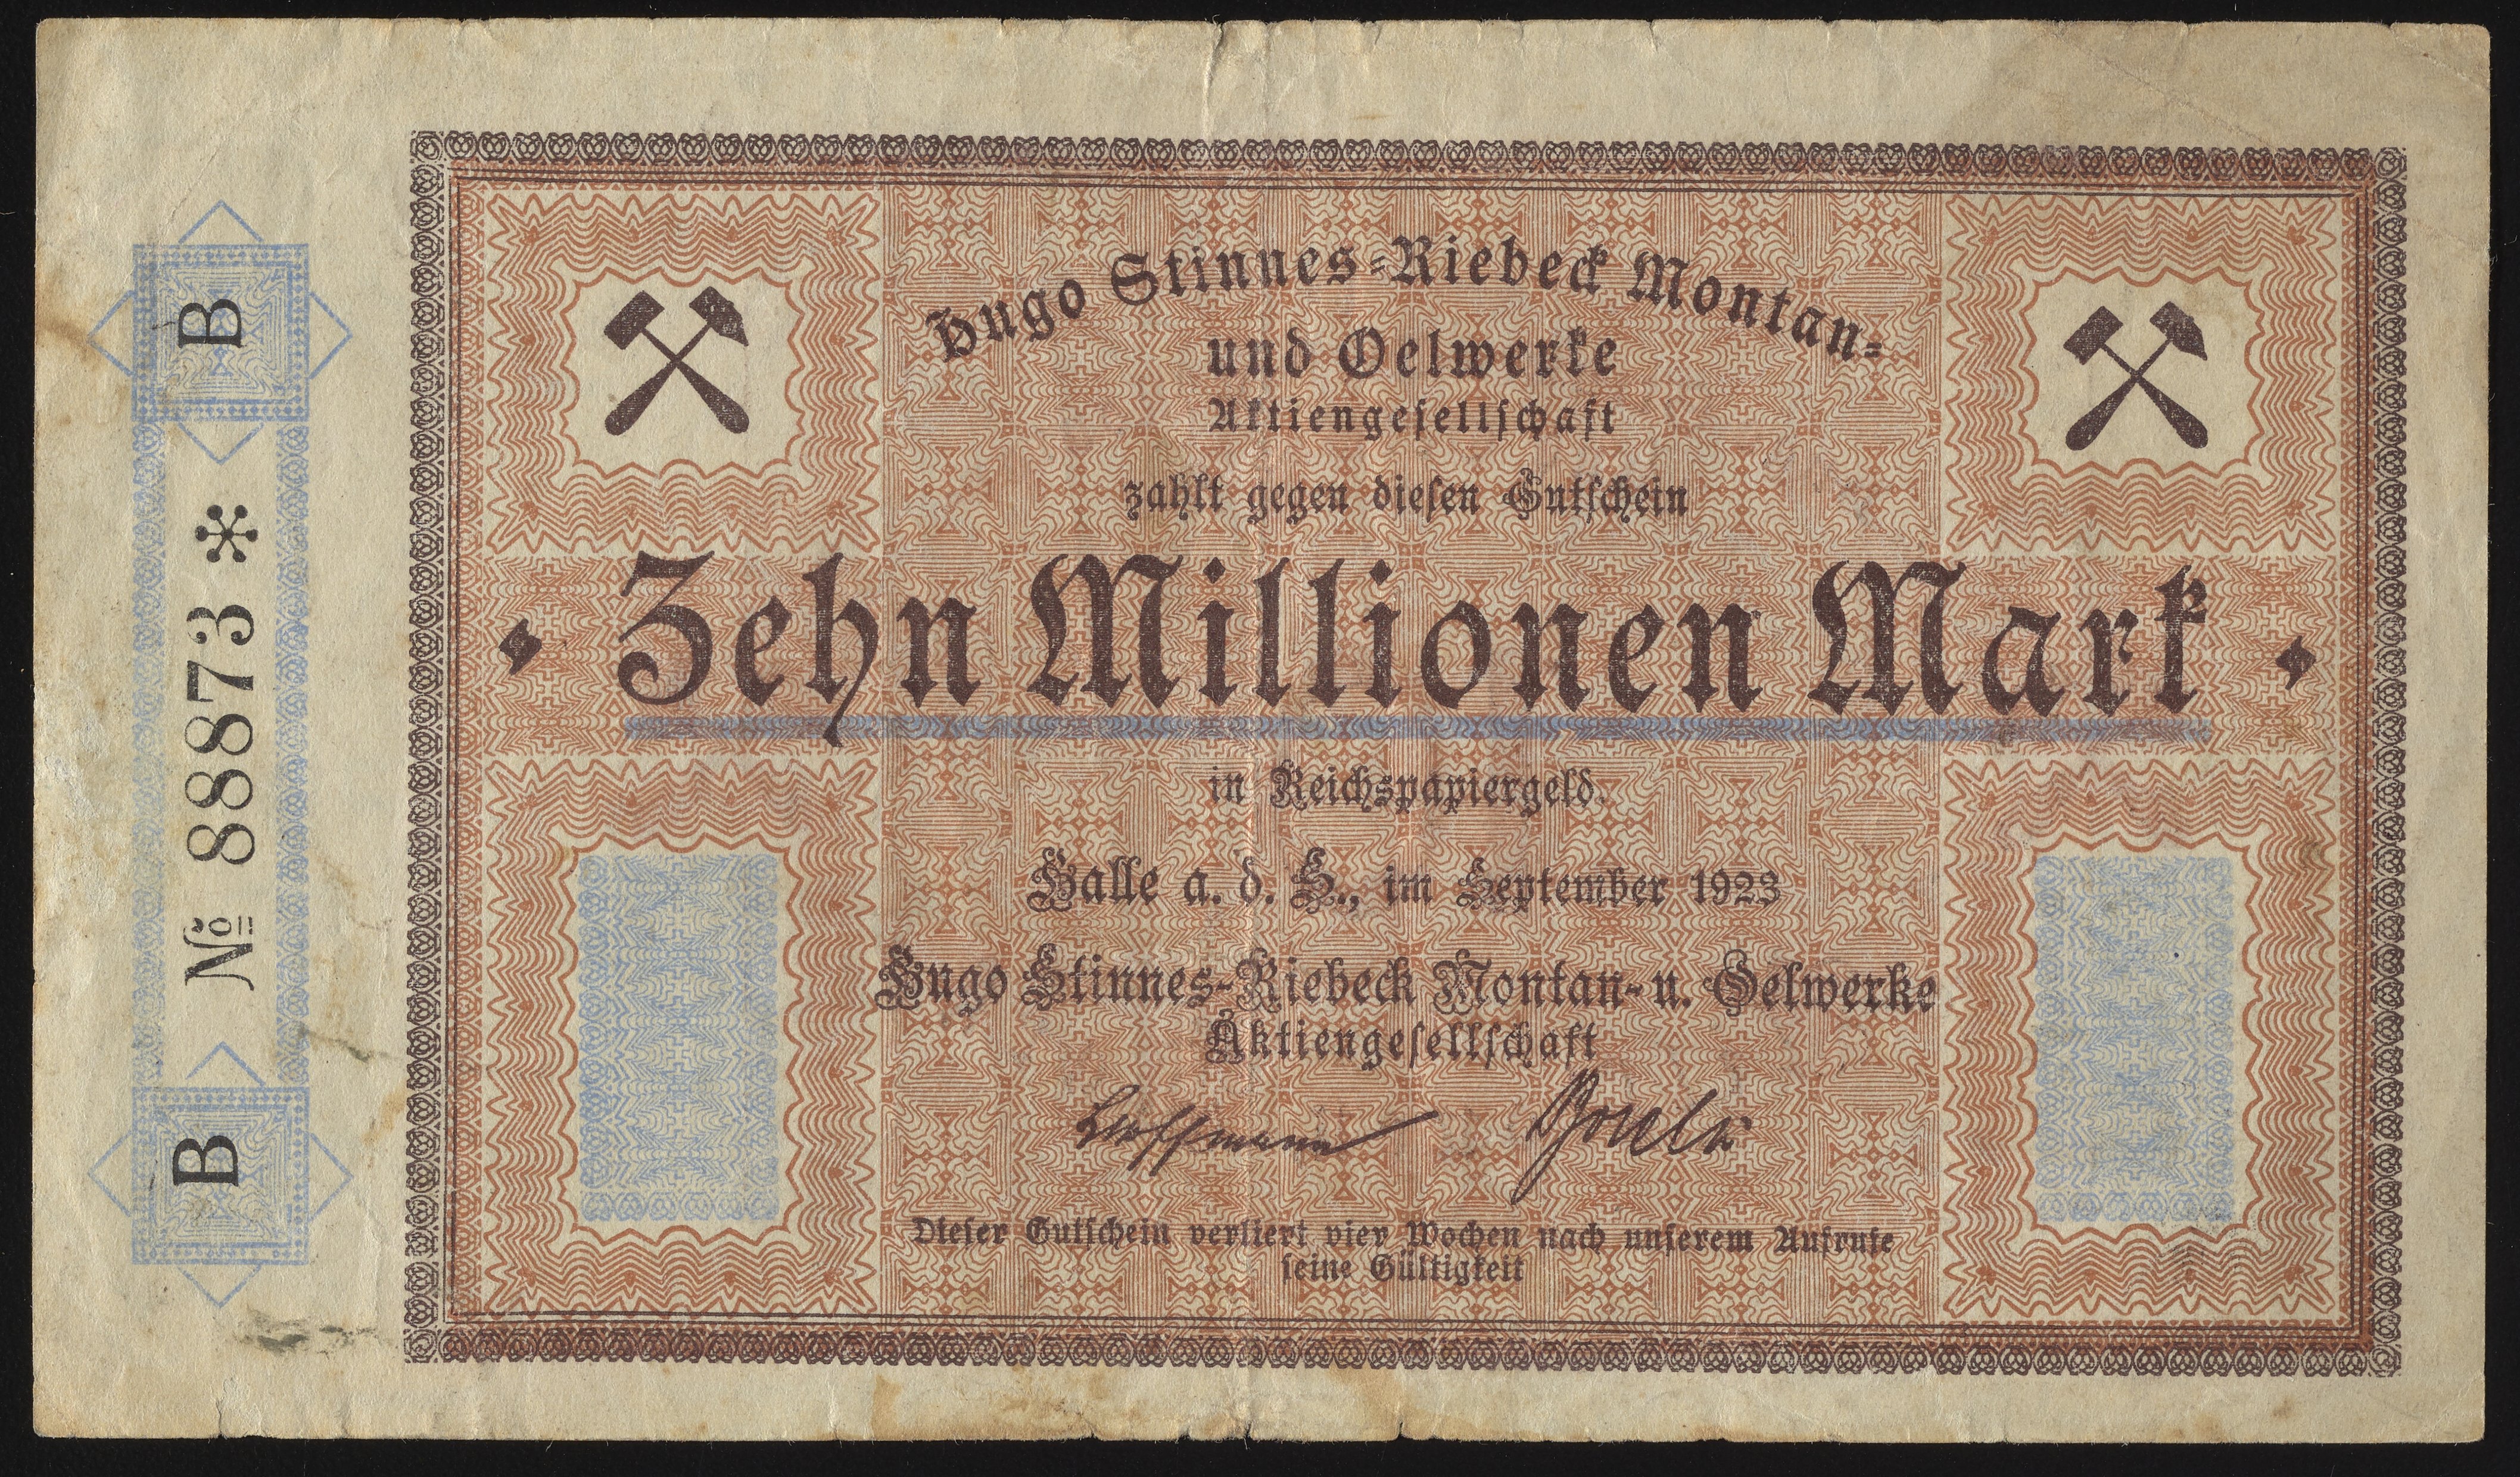 B № 88873 * B
Hugo Stinnes-Riebeck Montan-
und Oelwerke
Aktiengesellschaft
zahlt gegen diesen Gutschein
Zehn Millionen Mark
in Reichspapiergeld.
Halle a. d. S., im September 1923
Hugo Stinnes-Riebeck Montan- u. Oelwerke
Aktiengesellschaft
Hoffmann
Dieser Gutschein verliert vier Wochen nach unserem Aufrufe
seine Gültigkeit